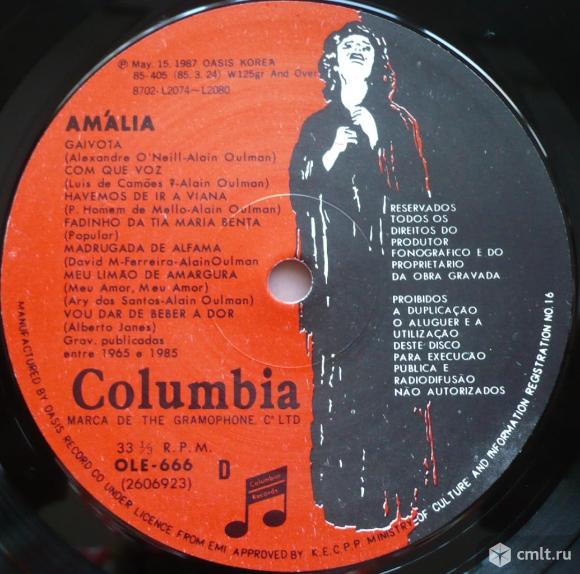 ℗ May. 15, 1987 OASIS KOREA
85-405 (85.3.24) W125gr And Over
8702-L2074~L2080
AMÁLIA
GAIVOTA
(Alexandre O'Neill-Alain Oulman)
COM QUE VOZ
(Luis de Camões ?-Alain Oulman)
HAVEMOS DE IR A VIANA
(P. Homem de Mello-Alain Oulman)
FADINHO DA TIA MARIA BENTA
(Popular)
MADRUGADA DE ALFAMA
(David M-Ferreira-AlainOulman
MEU LIMÃO DE AMARGURA
(Meu Amor, Meu Amor)
(Ary dos Santos-Alain Oulman)
VOU DAR DE BEBER A DOR
(Alberto Janes)
Grav. publicadas
entre 1965 e 1985
Columbia
MARCA DE THE GRAMOPHONE Cº LTD
33 ⅓ R.P.M.
OLE-666 D
(2606923)
Columbia
Records
RESERVADOS
TODOS OS
DIREITOS DO
PRODUTOR
FONOGRAFICO E DO
PROPRIETÁRIO
DA OBRA GRAVADA
PROIBIDOS
A DUPLICAÇÃO
O ALUGUER E A
UTILIZAÇÃO
DESTE DISCO
PARA EXECUCÃO
PÚBLICA E
RADIODIFUSÃO
NÃO AUTORIZADOS
MANUFACTURED BY OASIS RECORD CO UNDER LICENCE FROM EMI APPROVED BY K.E.C.P.P. MINISTRY OF CULTURE AND INFORMATION REGISTRATION NO.16
cmlt.ru